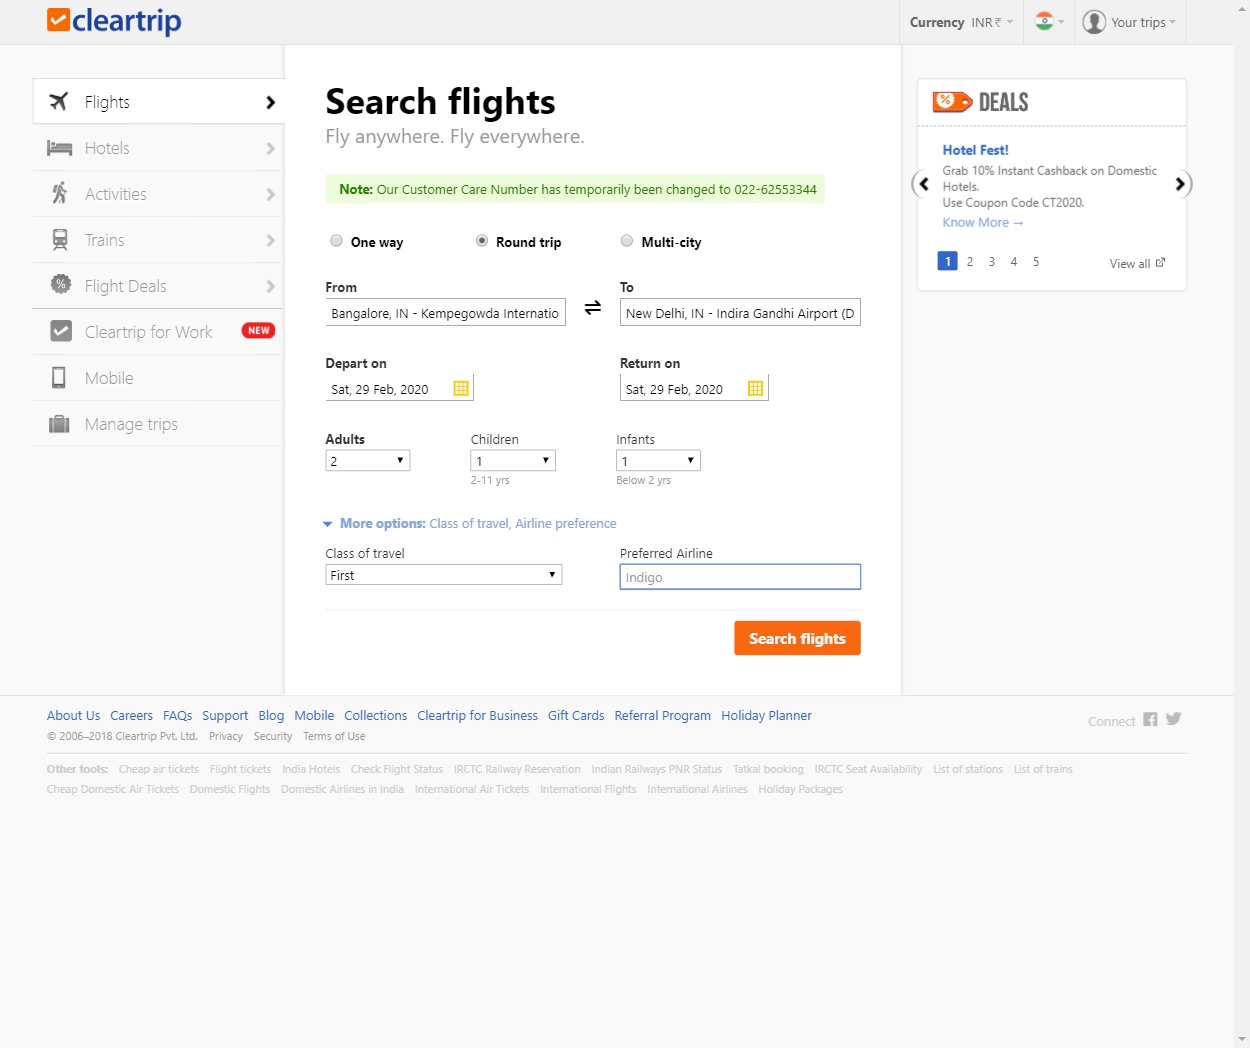 cleartrip
Currency INR₹
Your trips
Flights
Hotels
Activities
Trains
% Flight Deals
Cleartrip for Work NEW
Mobile
Manage trips
Search flights
Fly anywhere. Fly everywhere.
Note: Our Customer Care Number has temporarily been changed to 022-62553344
One way Round trip Multi-city
From To
Bangalore, IN - Kempegowda Internatio New Delhi, IN - Indira Gandhi Airport (D
Depart on Return on
Sat, 29 Feb, 2020 Sat, 29 Feb, 2020
Adults Children Infants
2 1 1
2-11 yrs Below 2 yrs
More options: Class of travel, Airline preference
Class of travel Preferred Airline
First Indigo
Search flights
% DEALS
Hotel Fest!
Grab 10% Instant Cashback on Domestic
Hotels.
Use Coupon Code CT2020.
Know More →
1 2 3 4 5 View all
About Us Careers FAQs Support Blog Mobile Collections Cleartrip for Business Gift Cards Referral Program Holiday Planner
© 2006–2018 Cleartrip Pvt. Ltd. Privacy Security Terms of Use
Connect
Other tools: Cheap air tickets Flight tickets India Hotels Check Flight Status IRCTC Railway Reservation Indian Railways PNR Status Tatkal booking IRCTC Seat Availability List of stations List of trains
Cheap Domestic Air Tickets Domestic Flights Domestic Airlines in India International Air Tickets International Flights International Airlines Holiday Packages